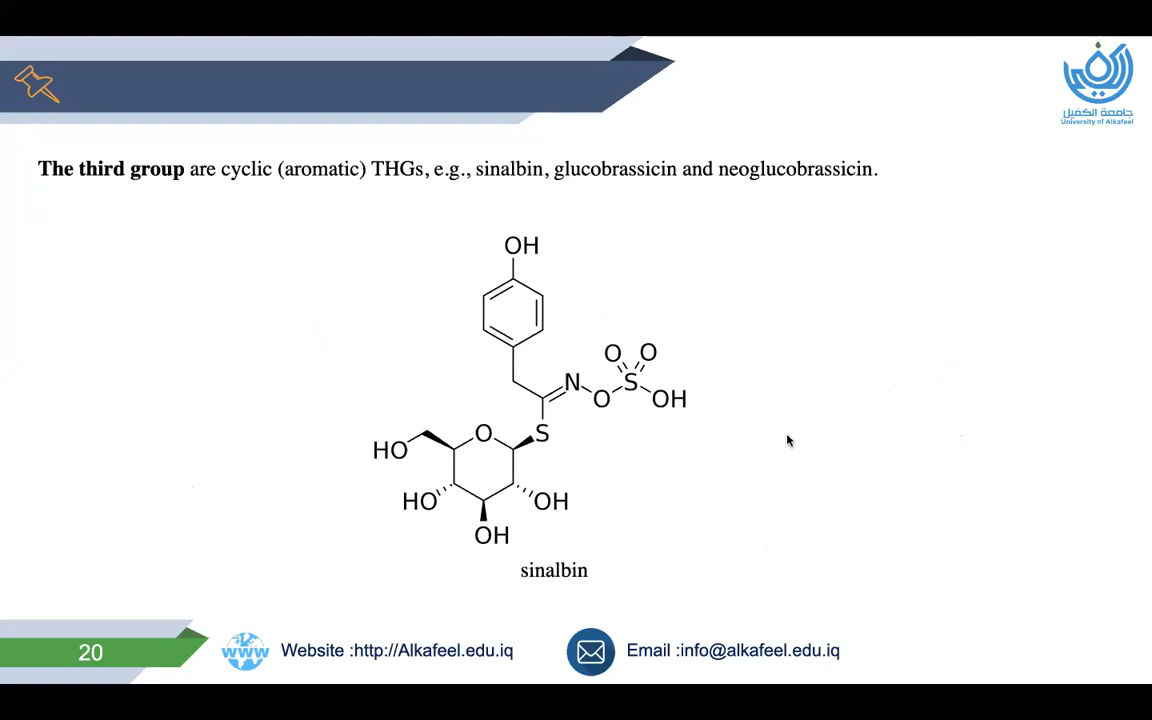 جامعة الكفيل
University of Alkafeel
The third group are cyclic (aromatic) THGs, e.g., sinalbin, glucobrassicin and neoglucobrassicin.
OH
O O
N S
O OH
O S
HO
HO OH
OH
sinalbin
20 www Website :http://Alkafeel.edu.iq Email :info@alkafeel.edu.iq